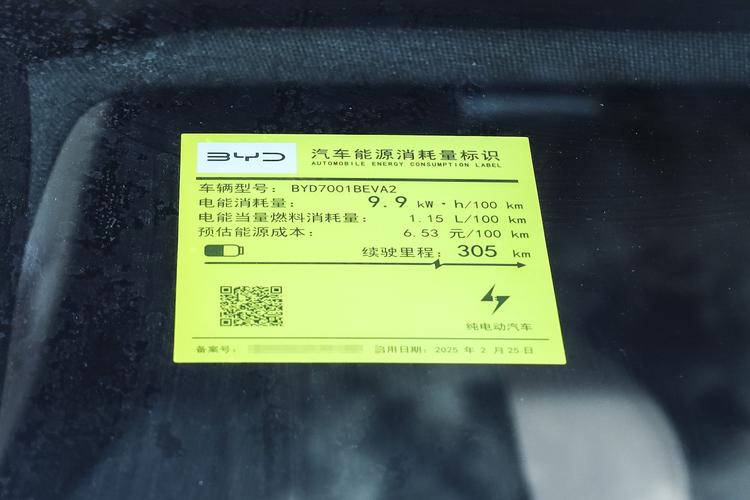 BYD 汽车能源消耗量标识
AUTOMOBILE ENERGY CONSUMPTION LABEL
车辆型号： BYD7001BEVA2
电能消耗量： 9.9 kW·h/100 km
电能当量燃料消耗量： 1.15 L/100 km
预估能源成本： 6.53 元/100 km
续驶里程： 305 km
纯电动汽车
备案号：
启用日期： 2025 年 2 月 25 日